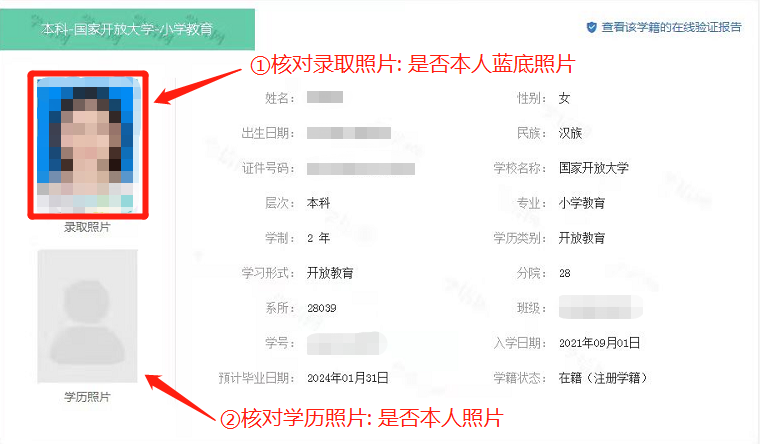 本科-国家开放大学-小学教育
查看该学籍的在线验证报告
①核对录取照片: 是否本人蓝底照片
姓名:
性别: 女
出生日期:
民族: 汉族
证件号码:
学校名称: 国家开放大学
层次: 本科
专业: 小学教育
录取照片
学制: 2 年
学历类别: 开放教育
学习形式: 开放教育
分院: 28
系所: 28039
班级:
学号:
入学日期: 2021年09月01日
预计毕业日期: 2024年01月31日
学籍状态: 在籍（注册学籍）
学历照片
②核对学历照片: 是否本人照片